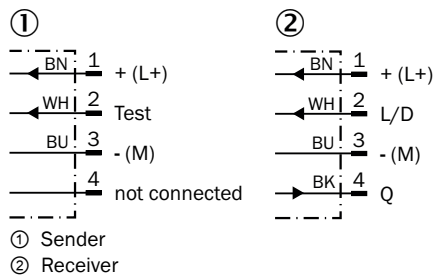 ① ②
BN 1 + (L+) BN 1 + (L+)
WH 2 Test WH 2 L/D
BU 3 - (M) BU 3 - (M)
4 not connected BK 4 Q
① Sender
② Receiver